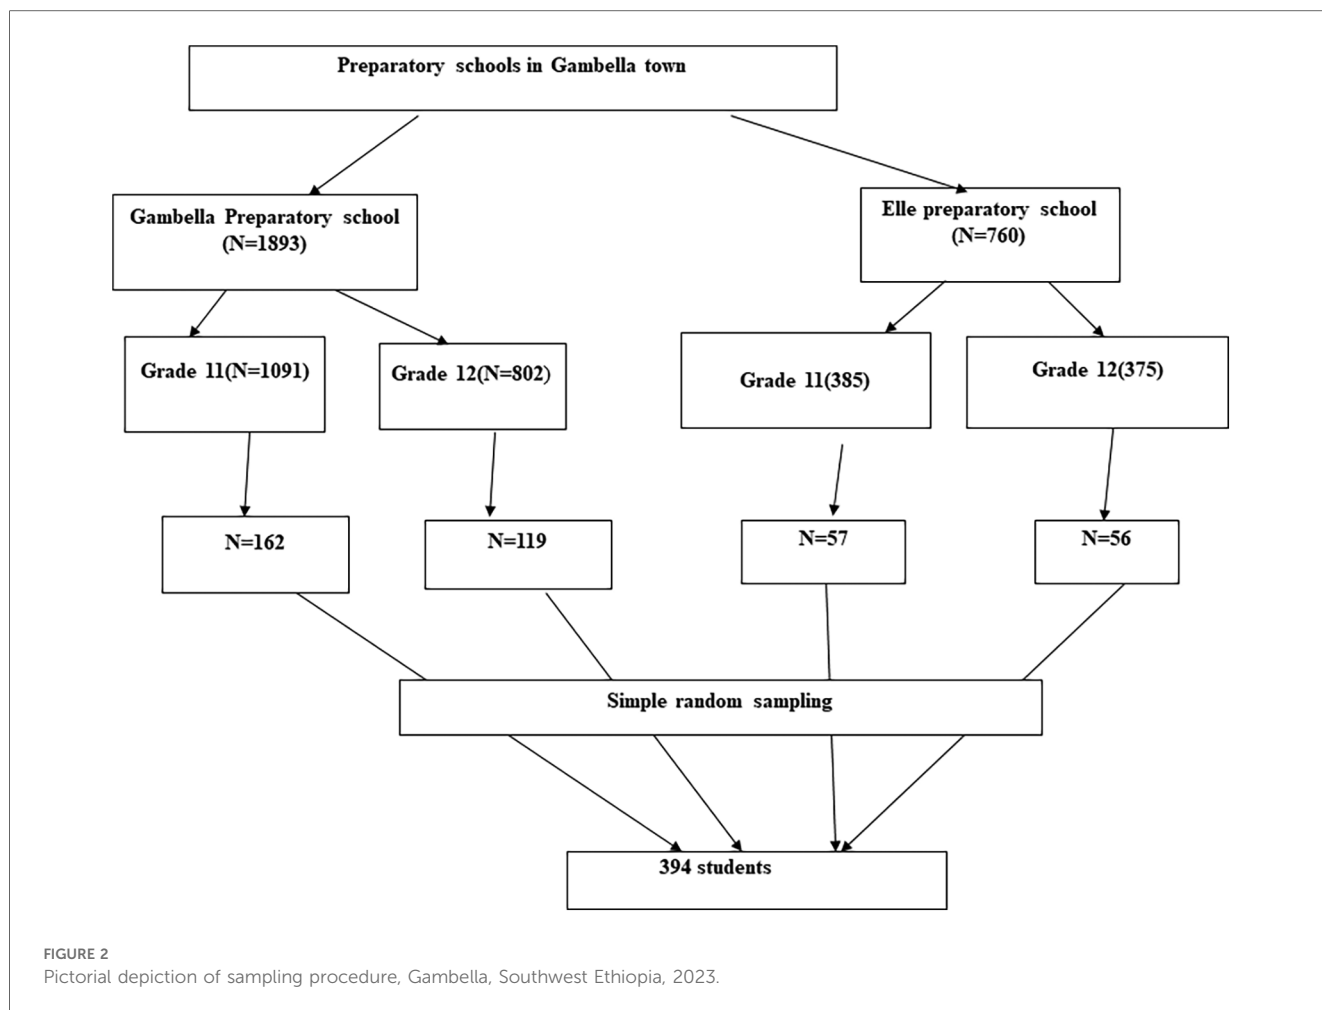 Preparatory schools in Gambella town
Gambella Preparatory school
(N=1893)
Elle preparatory school
(N=760)
Grade 11(N=1091)
Grade 12(N=802)
Grade 11(385)
Grade 12(375)
N=162
N=119
N=57
N=56
Simple random sampling
394 students
FIGURE 2
Pictorial depiction of sampling procedure, Gambella, Southwest Ethiopia, 2023.